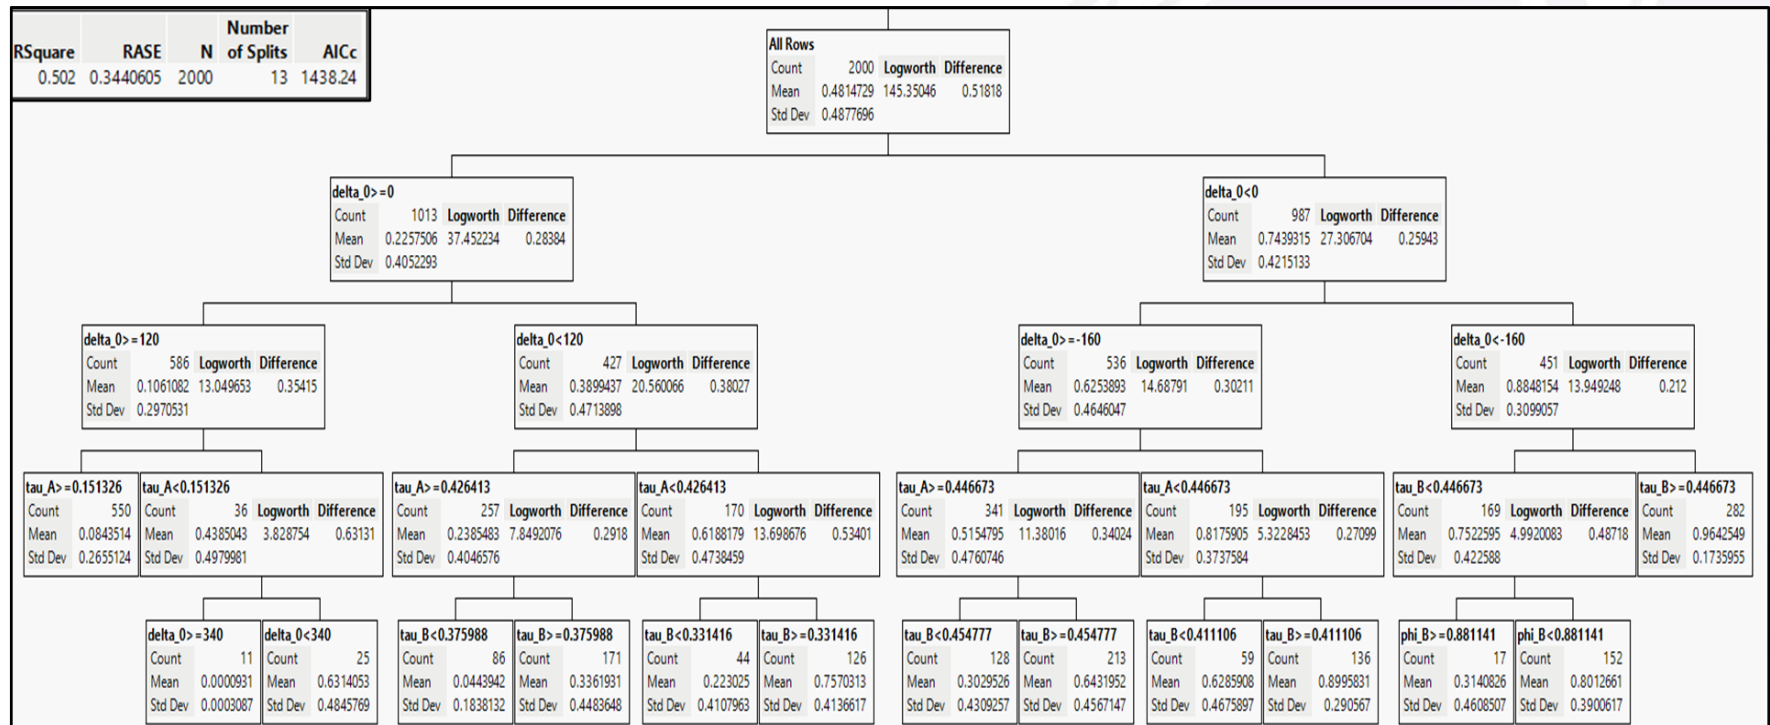 Number
RSquare RASE N of Splits AICc
0.502 0.3440605 2000 13 1438.24
All Rows
Count 2000 Logworth Difference
Mean 0.4814729 145.35046 0.51818
Std Dev 0.4877696
delta_0>=0
Count 1013 Logworth Difference
Mean 0.2257506 37.452234 0.28384
Std Dev 0.4052293
delta_0<0
Count 987 Logworth Difference
Mean 0.7439315 27.306704 0.25943
Std Dev 0.4215133
delta_0>=120
Count 586 Logworth Difference
Mean 0.1061082 13.049653 0.35415
Std Dev 0.2970531
delta_0<120
Count 427 Logworth Difference
Mean 0.3899437 20.560066 0.38027
Std Dev 0.4713898
delta_0>=-160
Count 536 Logworth Difference
Mean 0.6253893 14.68791 0.30211
Std Dev 0.4646047
delta_0<-160
Count 451 Logworth Difference
Mean 0.8848154 13.949248 0.212
Std Dev 0.3099057
tau_A>=0.151326
Count 550
Mean 0.0843514
Std Dev 0.2655124
tau_A<0.151326
Count 36 Logworth Difference
Mean 0.4385043 3.828754 0.63131
Std Dev 0.4979981
tau_A>=0.426413
Count 257 Logworth Difference
Mean 0.2385483 7.8492076 0.2918
Std Dev 0.4046576
tau_A<0.426413
Count 170 Logworth Difference
Mean 0.6188179 13.698676 0.53401
Std Dev 0.4738459
tau_A>=0.446673
Count 341 Logworth Difference
Mean 0.5154795 11.38016 0.34024
Std Dev 0.4760746
tau_A<0.446673
Count 195 Logworth Difference
Mean 0.8175905 5.3228453 0.27099
Std Dev 0.3737584
tau_B<0.446673
Count 169 Logworth Difference
Mean 0.7522595 4.9920083 0.48718
Std Dev 0.422588
tau_B>=0.446673
Count 282
Mean 0.9642549
Std Dev 0.1735955
delta_0>=340
Count 11
Mean 0.0000931
Std Dev 0.0003087
delta_0<340
Count 25
Mean 0.6314053
Std Dev 0.4845769
tau_B<0.375988
Count 86
Mean 0.0443942
Std Dev 0.1838132
tau_B>=0.375988
Count 171
Mean 0.3361931
Std Dev 0.4483648
tau_B<0.331416
Count 44
Mean 0.223025
Std Dev 0.4107963
tau_B>=0.331416
Count 126
Mean 0.7570313
Std Dev 0.4136617
tau_B<0.454777
Count 128
Mean 0.3029526
Std Dev 0.4309257
tau_B>=0.454777
Count 213
Mean 0.6431952
Std Dev 0.4567147
tau_B<0.411106
Count 59
Mean 0.6285908
Std Dev 0.4675897
tau_B>=0.411106
Count 136
Mean 0.8995831
Std Dev 0.290567
phi_B>=0.881141
Count 17
Mean 0.3140826
Std Dev 0.4608507
phi_B<0.881141
Count 152
Mean 0.8012661
Std Dev 0.3900617